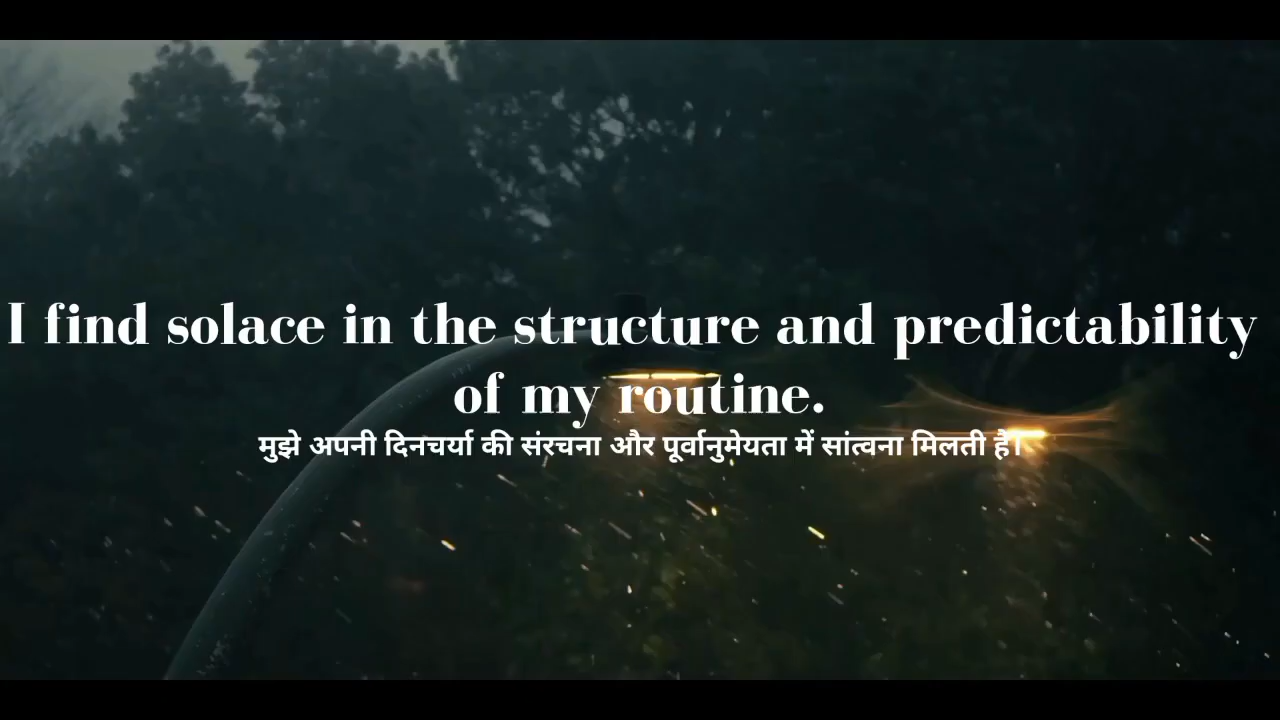 I find solace in the structure and predictability
of my routine.
मुझे अपनी दिनचर्या की संरचना और पूर्वानुमेयता में सांत्वना मिलती है।